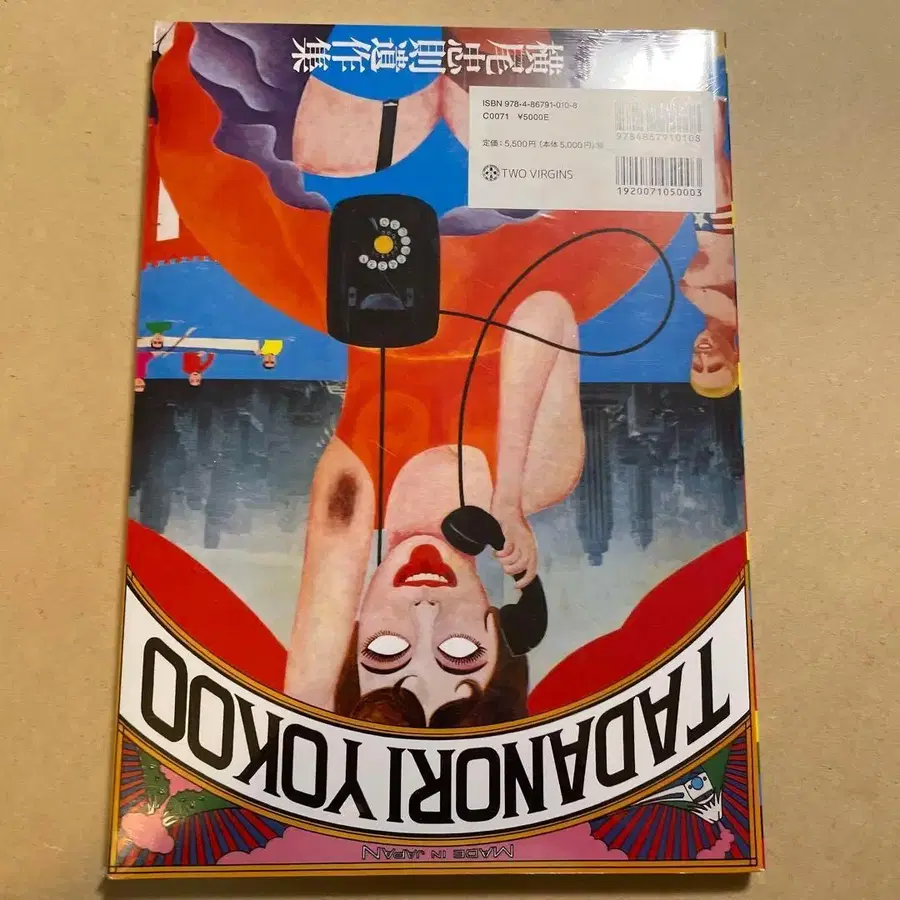 横尾忠則遺作集
ISBN 978-4-86791-010-8
C0071 ¥5000E
9784867910108
定価:5,500円(本体5,000円)
TWO VIRGINS
1920071050003
TADANORI YOKOO
MADE IN JAPAN